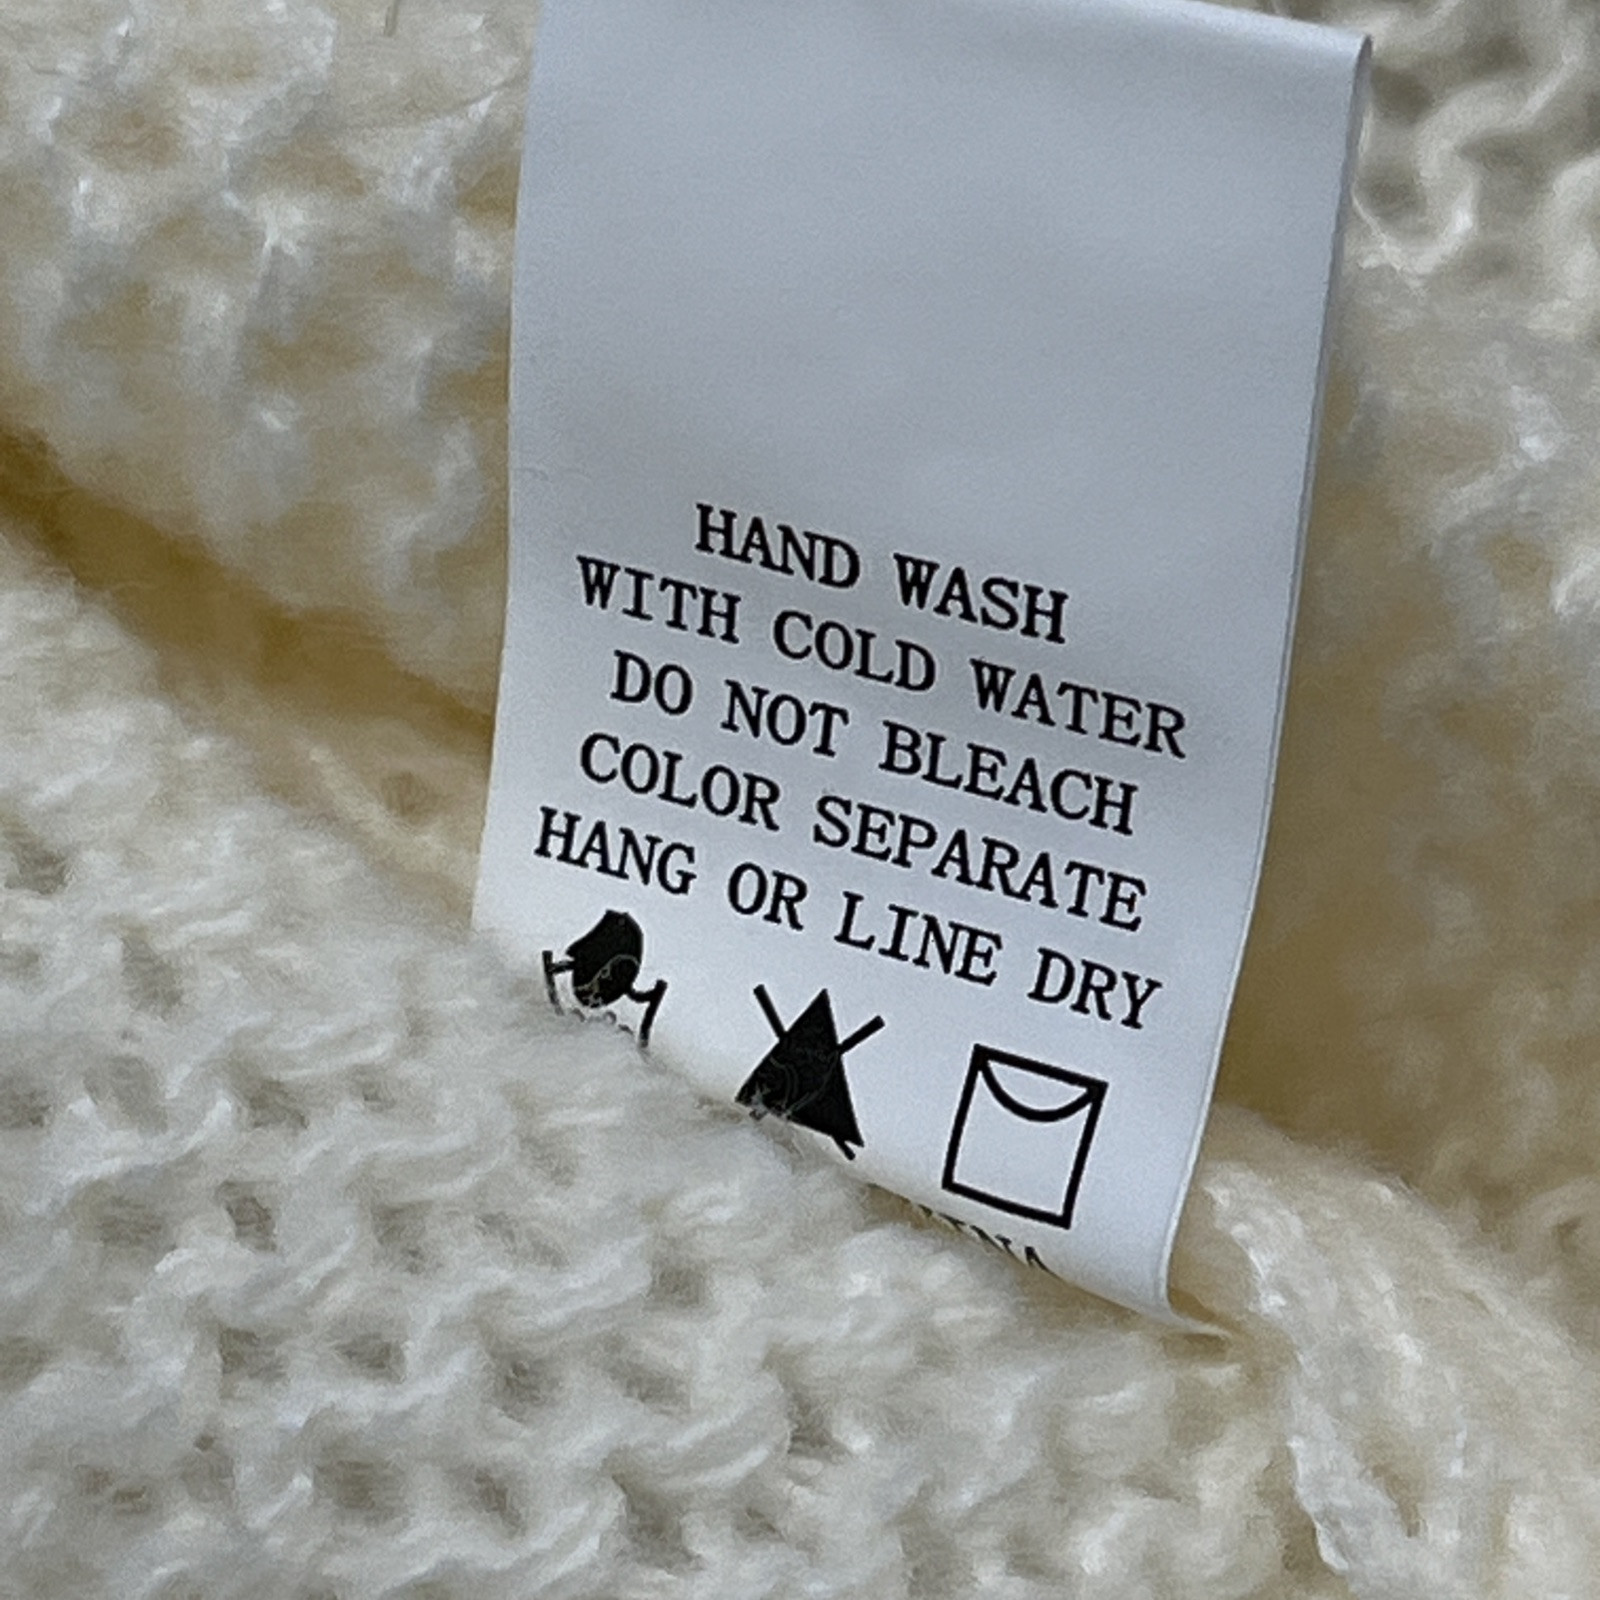 HAND WASH
WITH COLD WATER
DO NOT BLEACH
COLOR SEPARATE
HANG OR LINE DRY